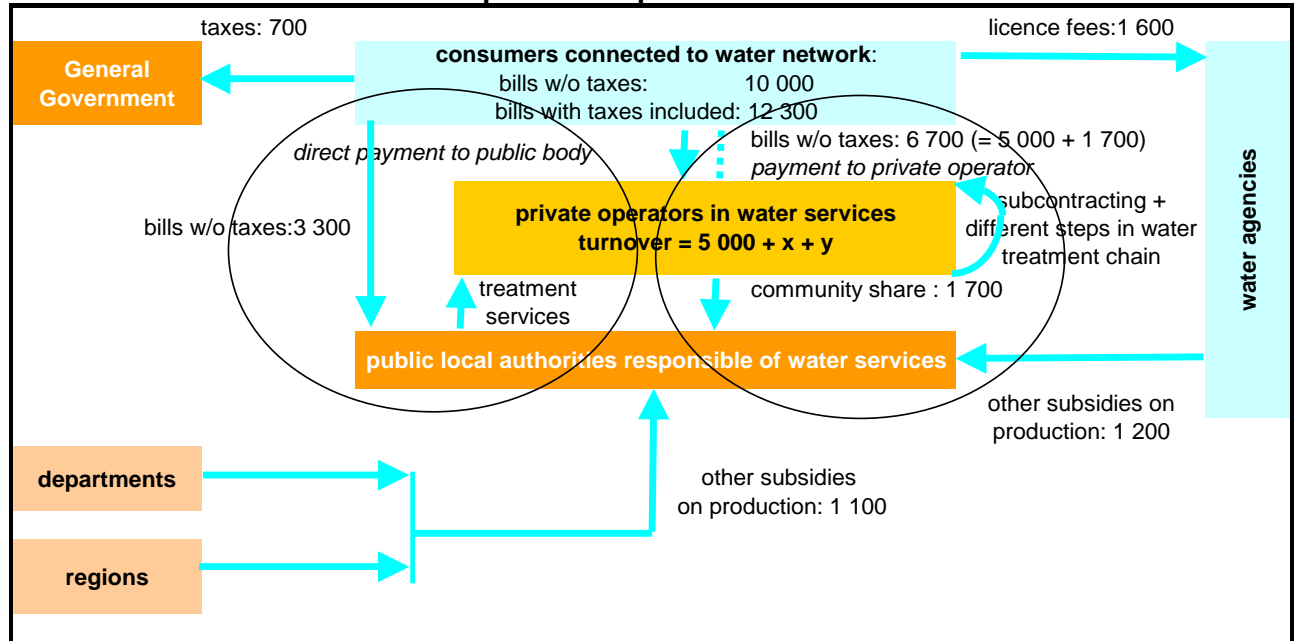 taxes: 700
licence fees:1 600
General
Government
consumers connected to water network:
bills w/o taxes: 10 000
bills with taxes included: 12 300
direct payment to public body
bills w/o taxes: 6 700 (= 5 000 + 1 700)
payment to private operator
bills w/o taxes:3 300
private operators in water services
turnover = 5 000 + x + y
subcontracting +
different steps in water
treatment chain
water agencies
treatment
services
community share : 1 700
public local authorities responsible of water services
other subsidies on
production: 1 200
departments
other subsidies
on production: 1 100
regions